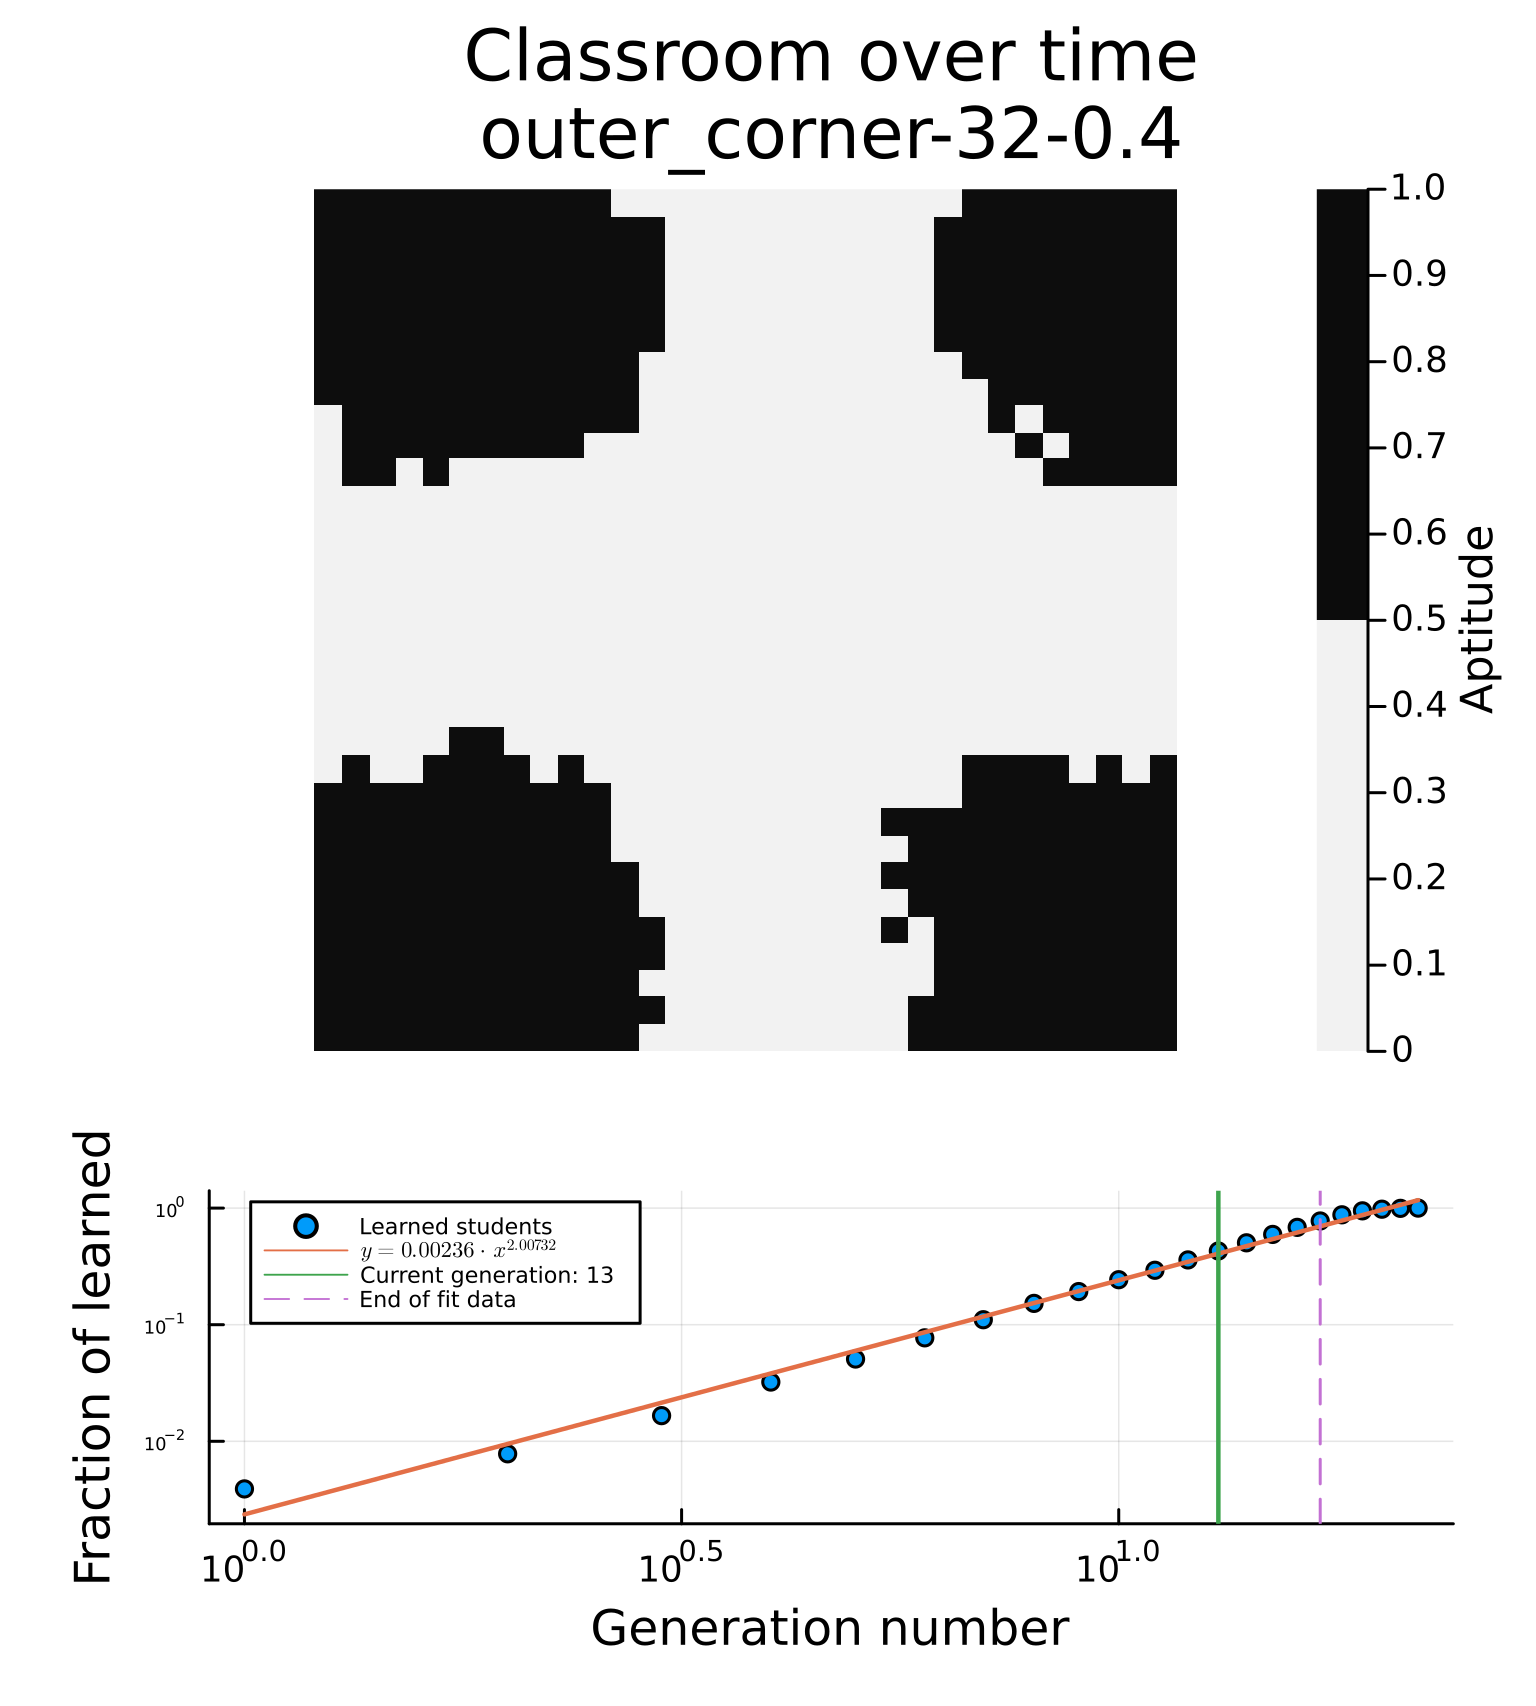 Classroom over time
outer_corner-32-0.4
1.0
0.9
0.8
0.7
0.6
0.5
0.4
0.3
0.2
0.1
0
Aptitude
Fraction of learned
10^0
10^-1
10^-2
Learned students
y = 0.00236 · x^2.00732
Current generation: 13
End of fit data
10^0.0
10^0.5
10^1.0
Generation number